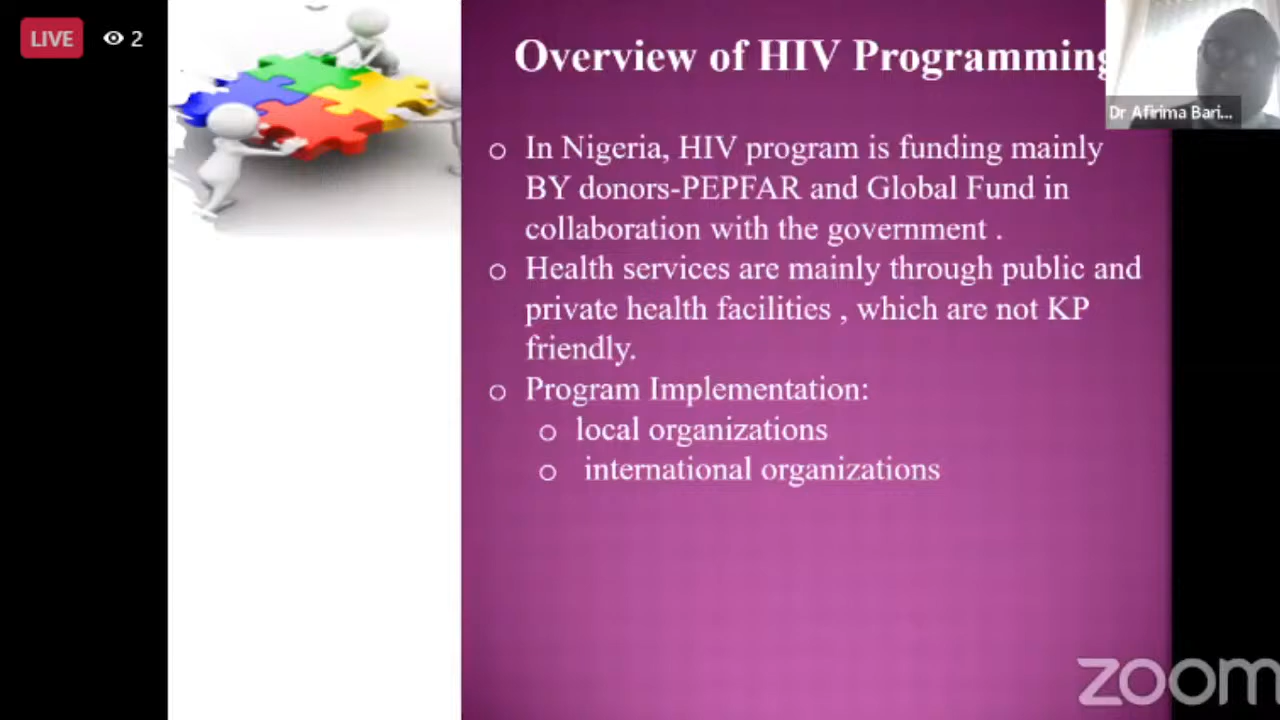 LIVE
2
Overview of HIV Programming
Dr Afirima Bari...
o In Nigeria, HIV program is funding mainly
BY donors-PEPFAR and Global Fund in
collaboration with the government .
o Health services are mainly through public and
private health facilities , which are not KP
friendly.
o Program Implementation:
o local organizations
o international organizations
zoom